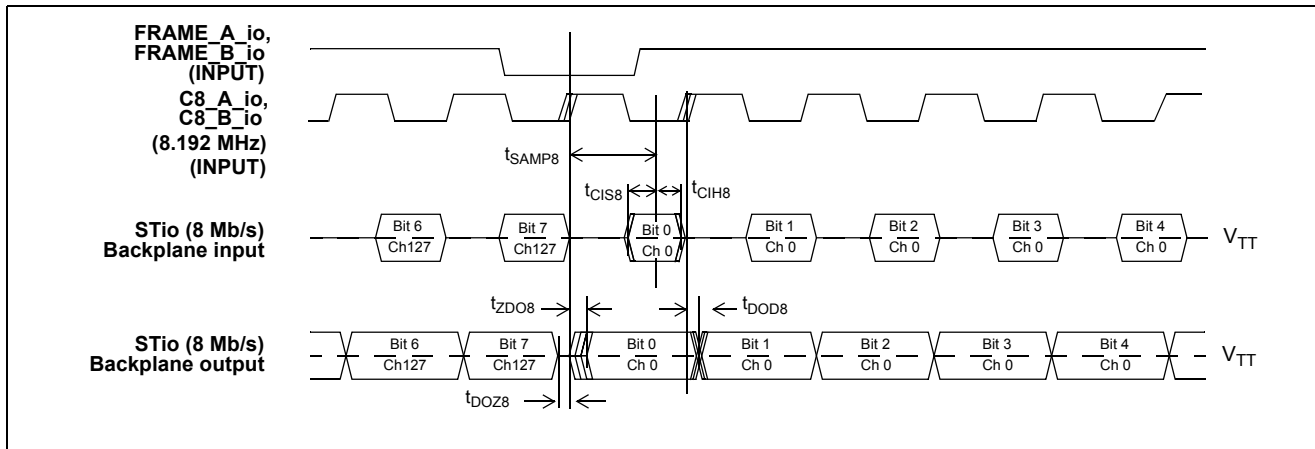 FRAME_A_io,
FRAME_B_io
(INPUT)
C8_A_io,
C8_B_io
(8.192 MHz)
(INPUT)
tSAMP8
tCIS8
tCIH8
STio (8 Mb/s)
Backplane input
Bit 6
Ch127
Bit 7
Ch127
Bit 0
Ch 0
Bit 1
Ch 0
Bit 2
Ch 0
Bit 3
Ch 0
Bit 4
Ch 0
VTT
tZDO8
tDOD8
STio (8 Mb/s)
Backplane output
Bit 6
Ch127
Bit 7
Ch127
Bit 0
Ch 0
Bit 1
Ch 0
Bit 2
Ch 0
Bit 3
Ch 0
Bit 4
Ch 0
VTT
tDOZ8